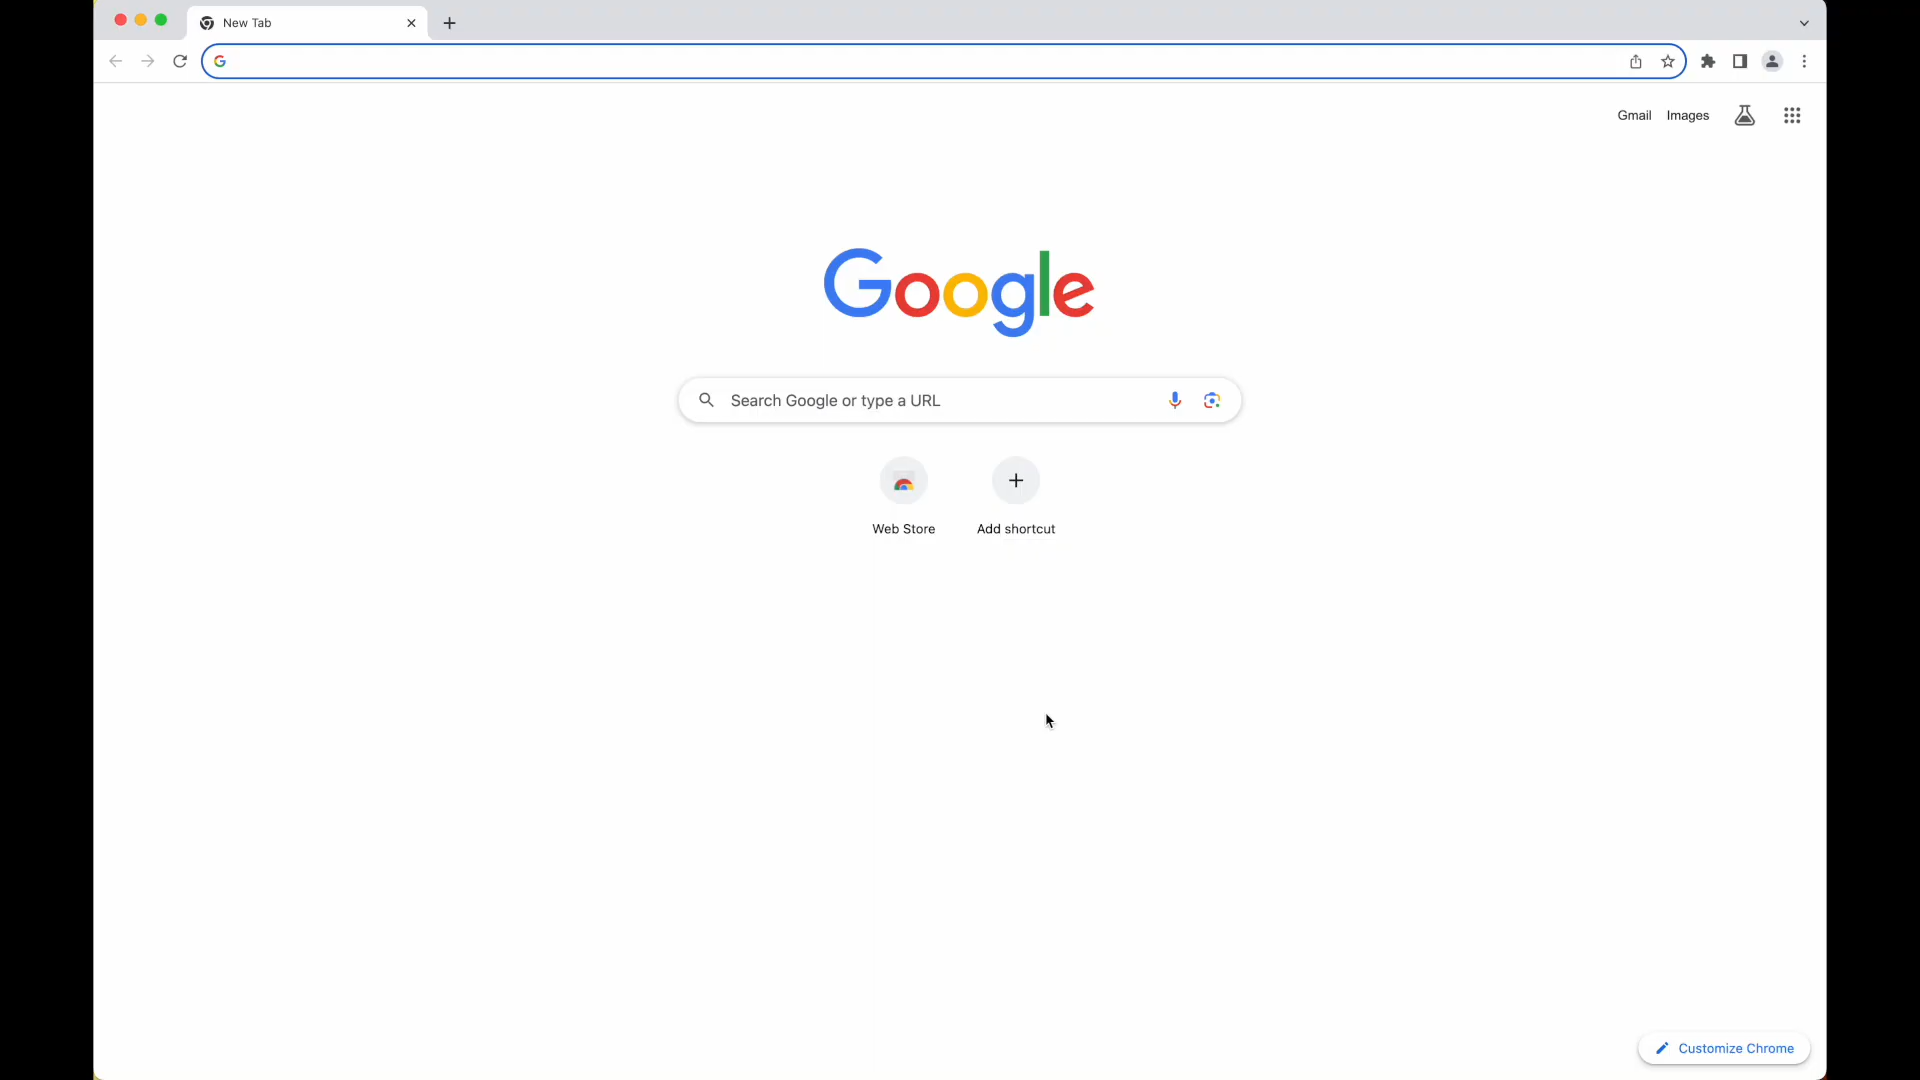 New Tab
Gmail Images
Google
Search Google or type a URL
Web Store
Add shortcut
Customize Chrome